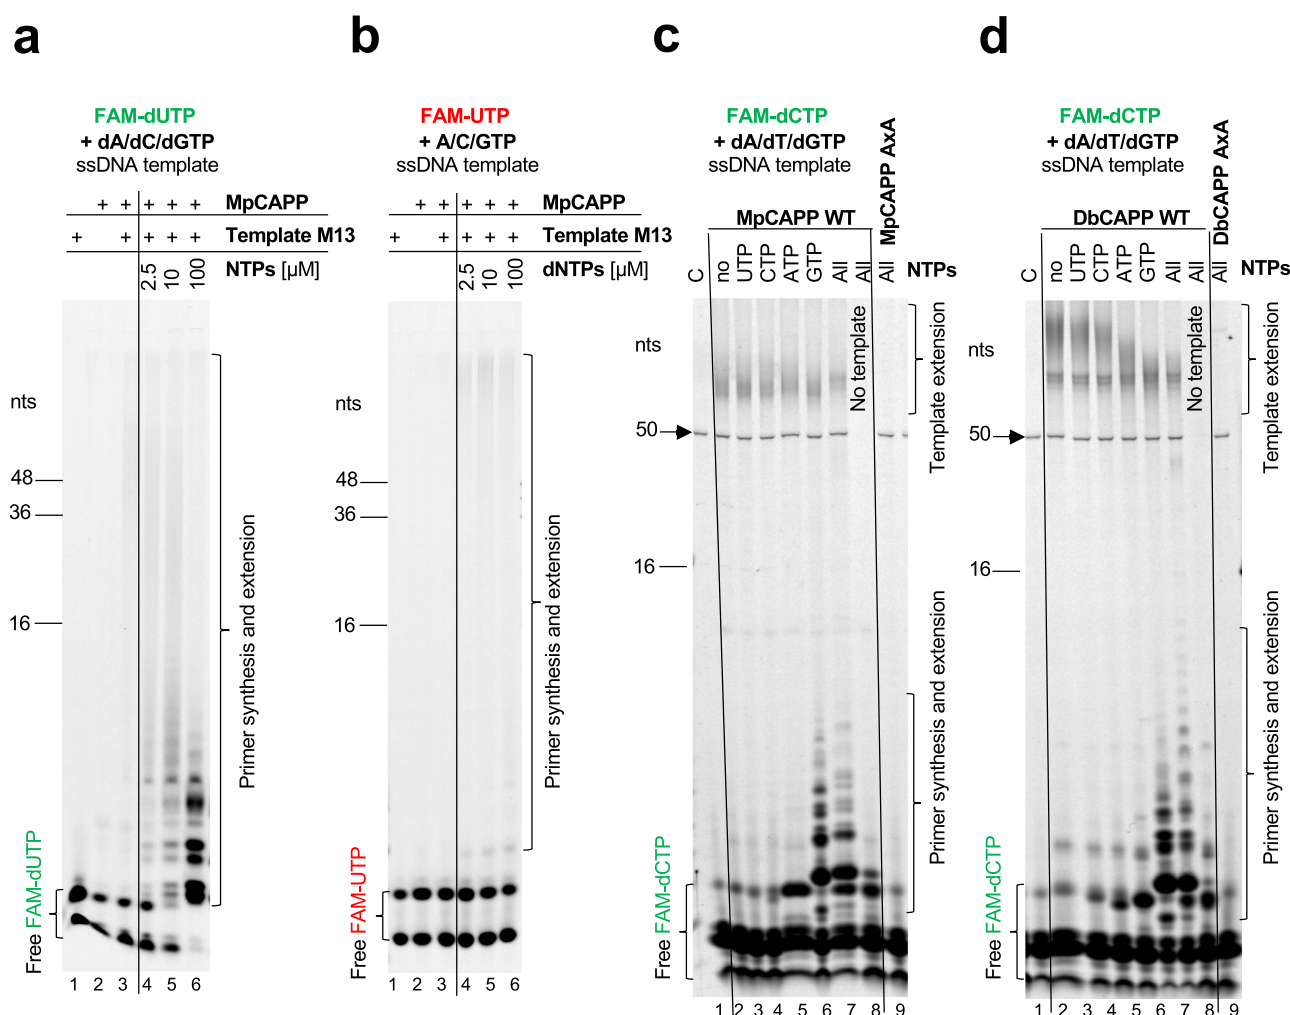 a
FAM-dUTP
+ dA/dC/dGTP
ssDNA template
+ + + + + MpCAPP
+ + + + + Template M13
2.5 10 100 NTPs [µM]
nts
48
36
16
Primer synthesis and extension
Free FAM-dUTP
1 2 3 4 5 6
b
FAM-UTP
+ A/C/GTP
ssDNA template
+ + + + + MpCAPP
+ + + + + Template M13
2.5 10 100 dNTPs [µM]
nts
48
36
16
Primer synthesis and extension
Free FAM-UTP
1 2 3 4 5 6
c
FAM-dCTP
+ dA/dT/dGTP
ssDNA template
MpCAPP WT
MpCAPP AxA
C no UTP CTP ATP GTP All All All NTPs
nts
No template
Template extension
50
16
Primer synthesis and extension
Free FAM-dCTP
1 2 3 4 5 6 7 8 9
d
FAM-dCTP
+ dA/dT/dGTP
ssDNA template
DbCAPP WT
DbCAPP AxA
C no UTP CTP ATP GTP All All All NTPs
nts
No template
Template extension
50
16
Primer synthesis and extension
Free FAM-dCTP
1 2 3 4 5 6 7 8 9